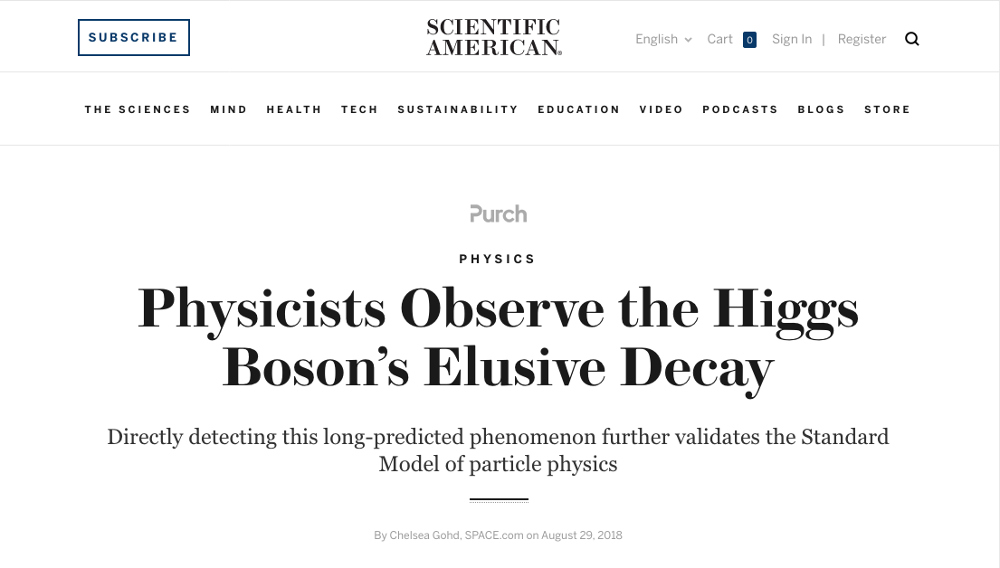 SUBSCRIBE
SCIENTIFIC
AMERICAN®
English Cart 0 Sign In | Register
THE SCIENCES MIND HEALTH TECH SUSTAINABILITY EDUCATION VIDEO PODCASTS BLOGS STORE
Purch
PHYSICS
Physicists Observe the Higgs
Boson’s Elusive Decay
Directly detecting this long-predicted phenomenon further validates the Standard
Model of particle physics
By Chelsea Gohd, SPACE.com on August 29, 2018